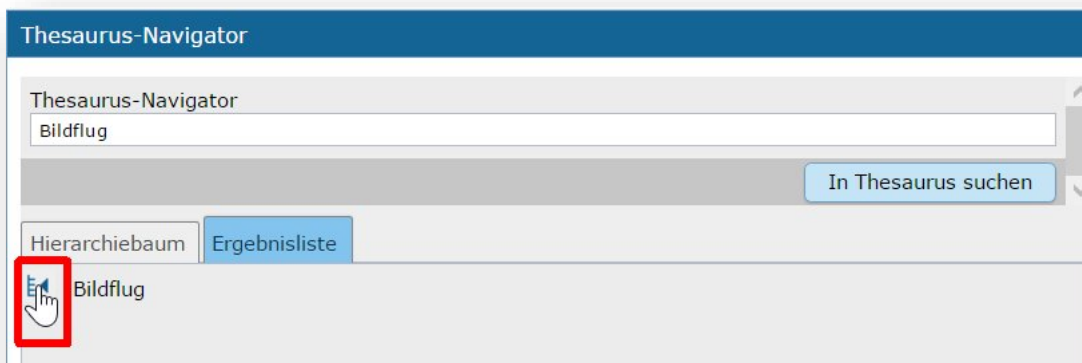 Thesaurus-Navigator
Thesaurus-Navigator
Bildflug
In Thesaurus suchen
Hierarchiebaum Ergebnisliste
Bildflug